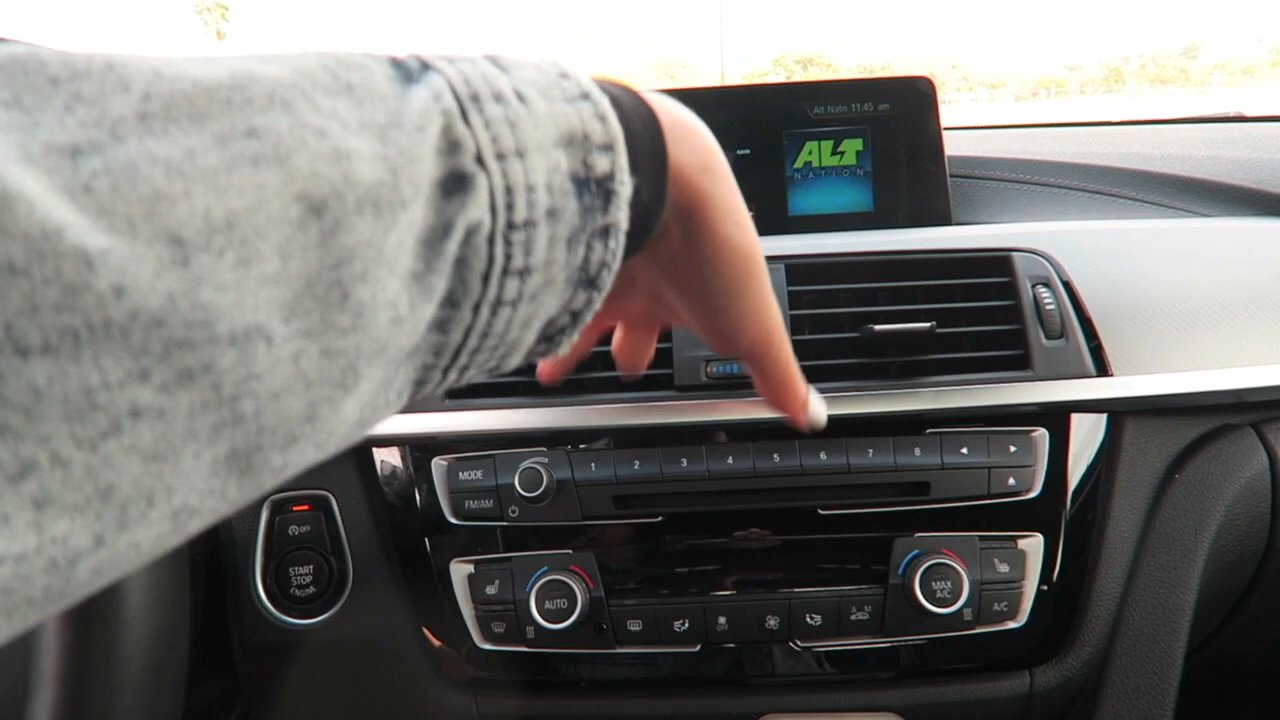 Alt Natn 11:45 am
ALT
NATION
MODE
1 2 3 4 5 6 7 8
FM/AM
OFF
START
STOP
ENGINE
AUTO
MAX
A/C
OFF
A M
A/C